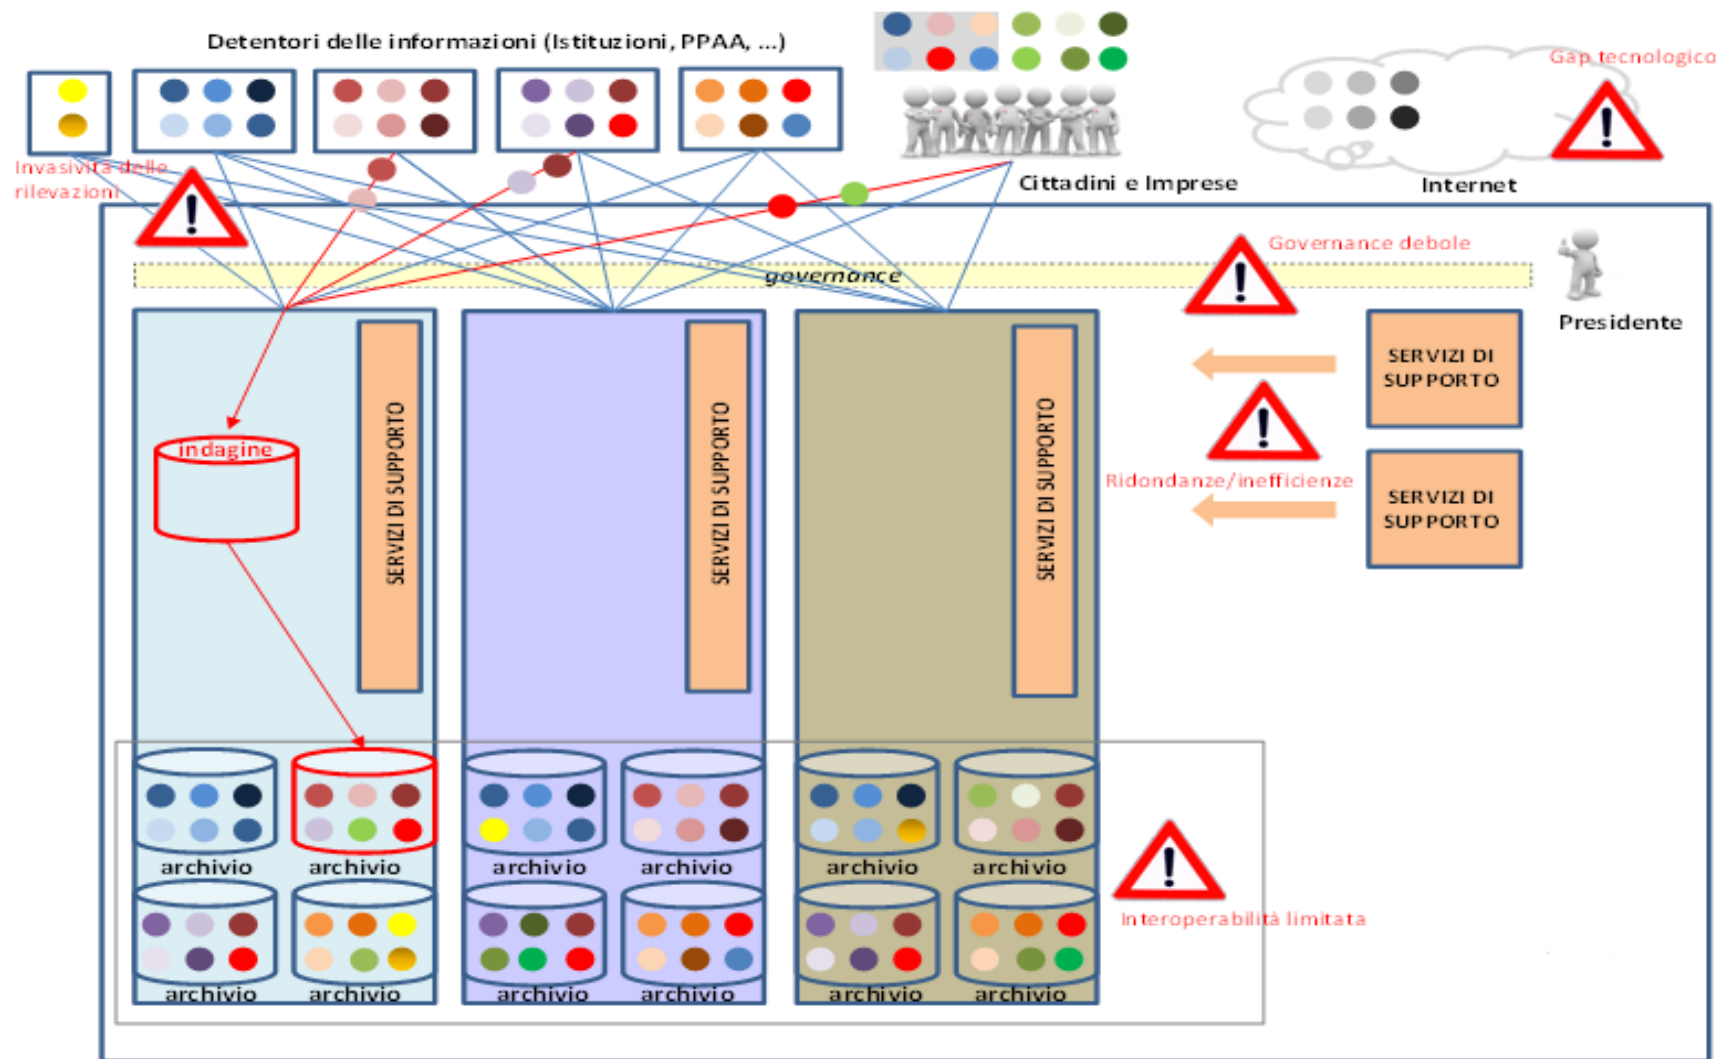 Detentori delle informazioni (Istituzioni, PPAA, ...)
Gap tecnologico
Invasività delle
rilevazioni
Cittadini e Imprese
Internet
Governance debole
governance
Presidente
SERVIZI DI SUPPORTO
SERVIZI DI SUPPORTO
SERVIZI DI SUPPORTO
SERVIZI DI
SUPPORTO
indagine
Ridondanze/inefficienze
SERVIZI DI
SUPPORTO
archivio
archivio
archivio
archivio
archivio
archivio
Interoperabilità limitata
archivio
archivio
archivio
archivio
archivio
archivio